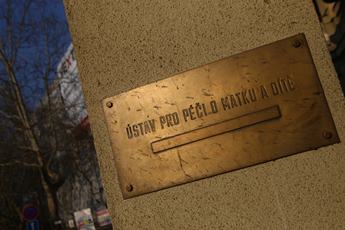 ÚSTAV PRO PÉČI O MATKU A DÍTĚ